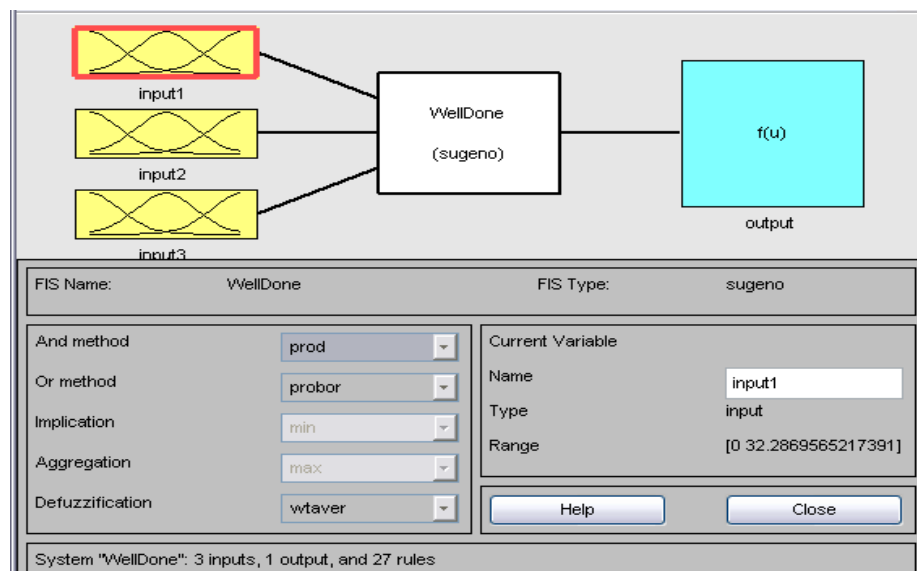 input1
input2
input3
WellDone
(sugeno)
f(u)
output
FIS Name: WellDone FIS Type: sugeno
And method prod
Or method probor
Implication min
Aggregation max
Defuzzification wtaver
Current Variable
Name input1
Type input
Range [0 32.2869565217391]
Help Close
System "WellDone": 3 inputs, 1 output, and 27 rules